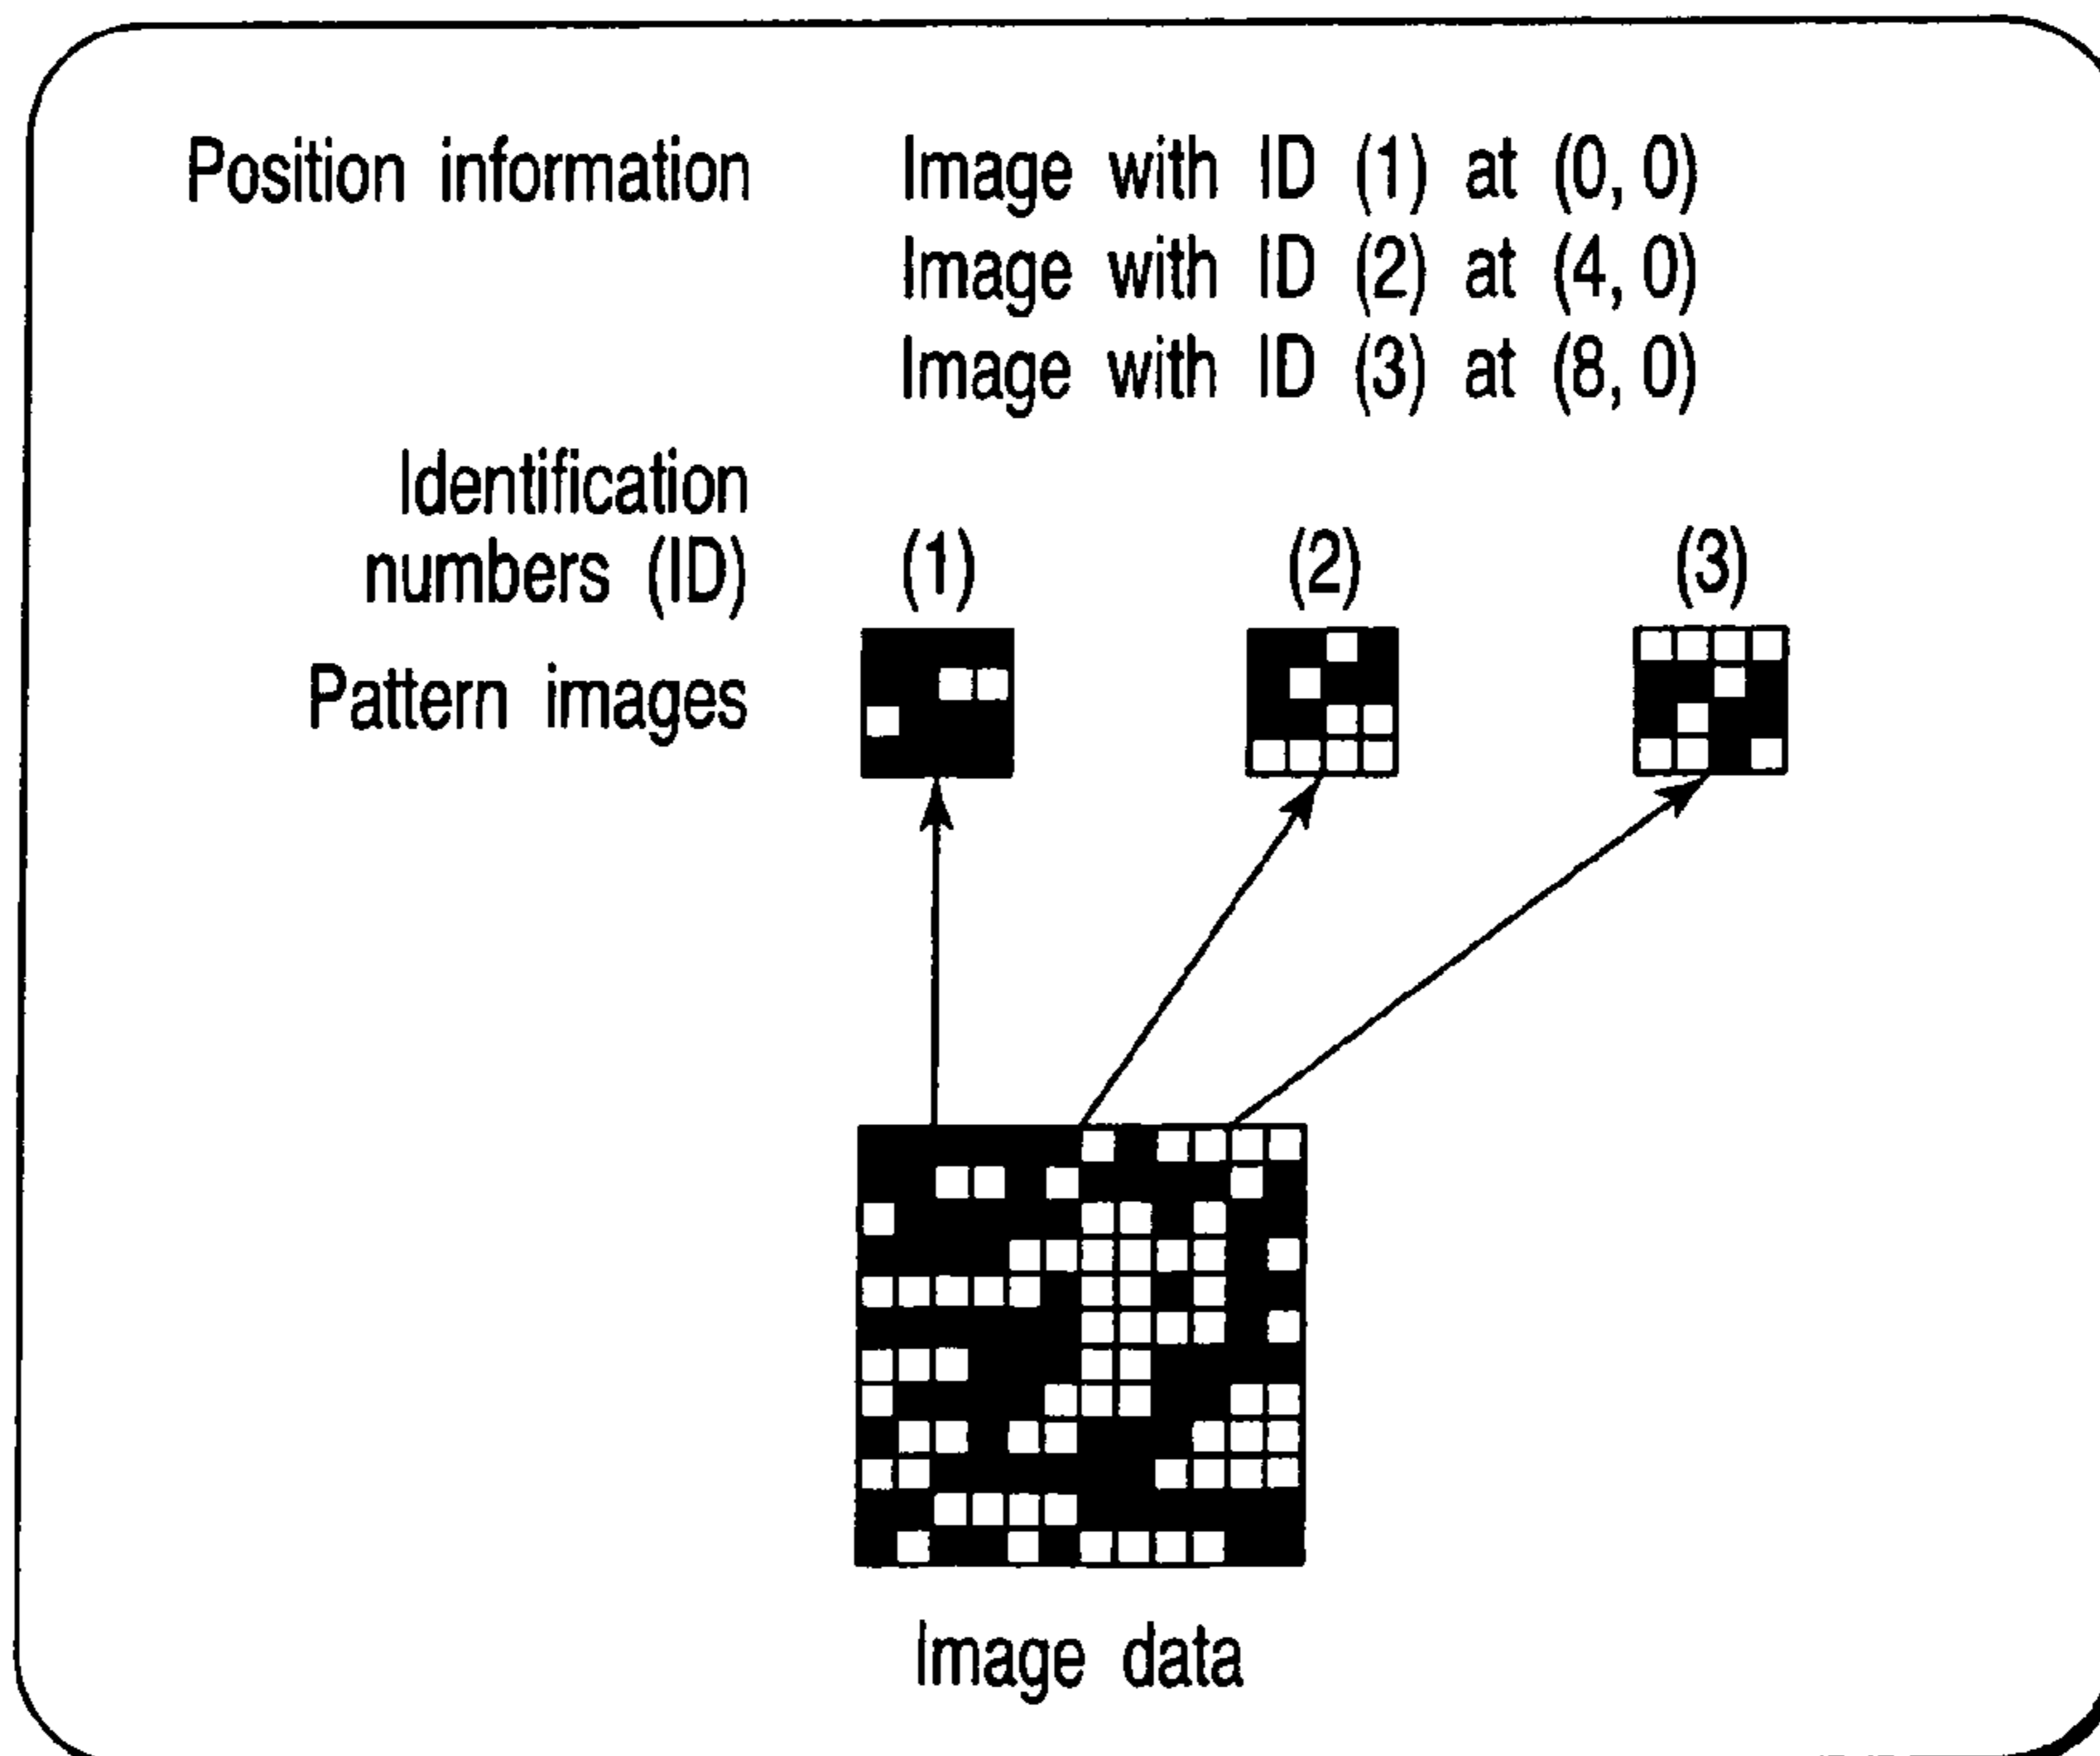 Position information
Image with ID (1) at (0, 0)
Image with ID (2) at (4, 0)
Image with ID (3) at (8, 0)
Identification
numbers (ID)
(1)
(2)
(3)
Pattern images
Image data